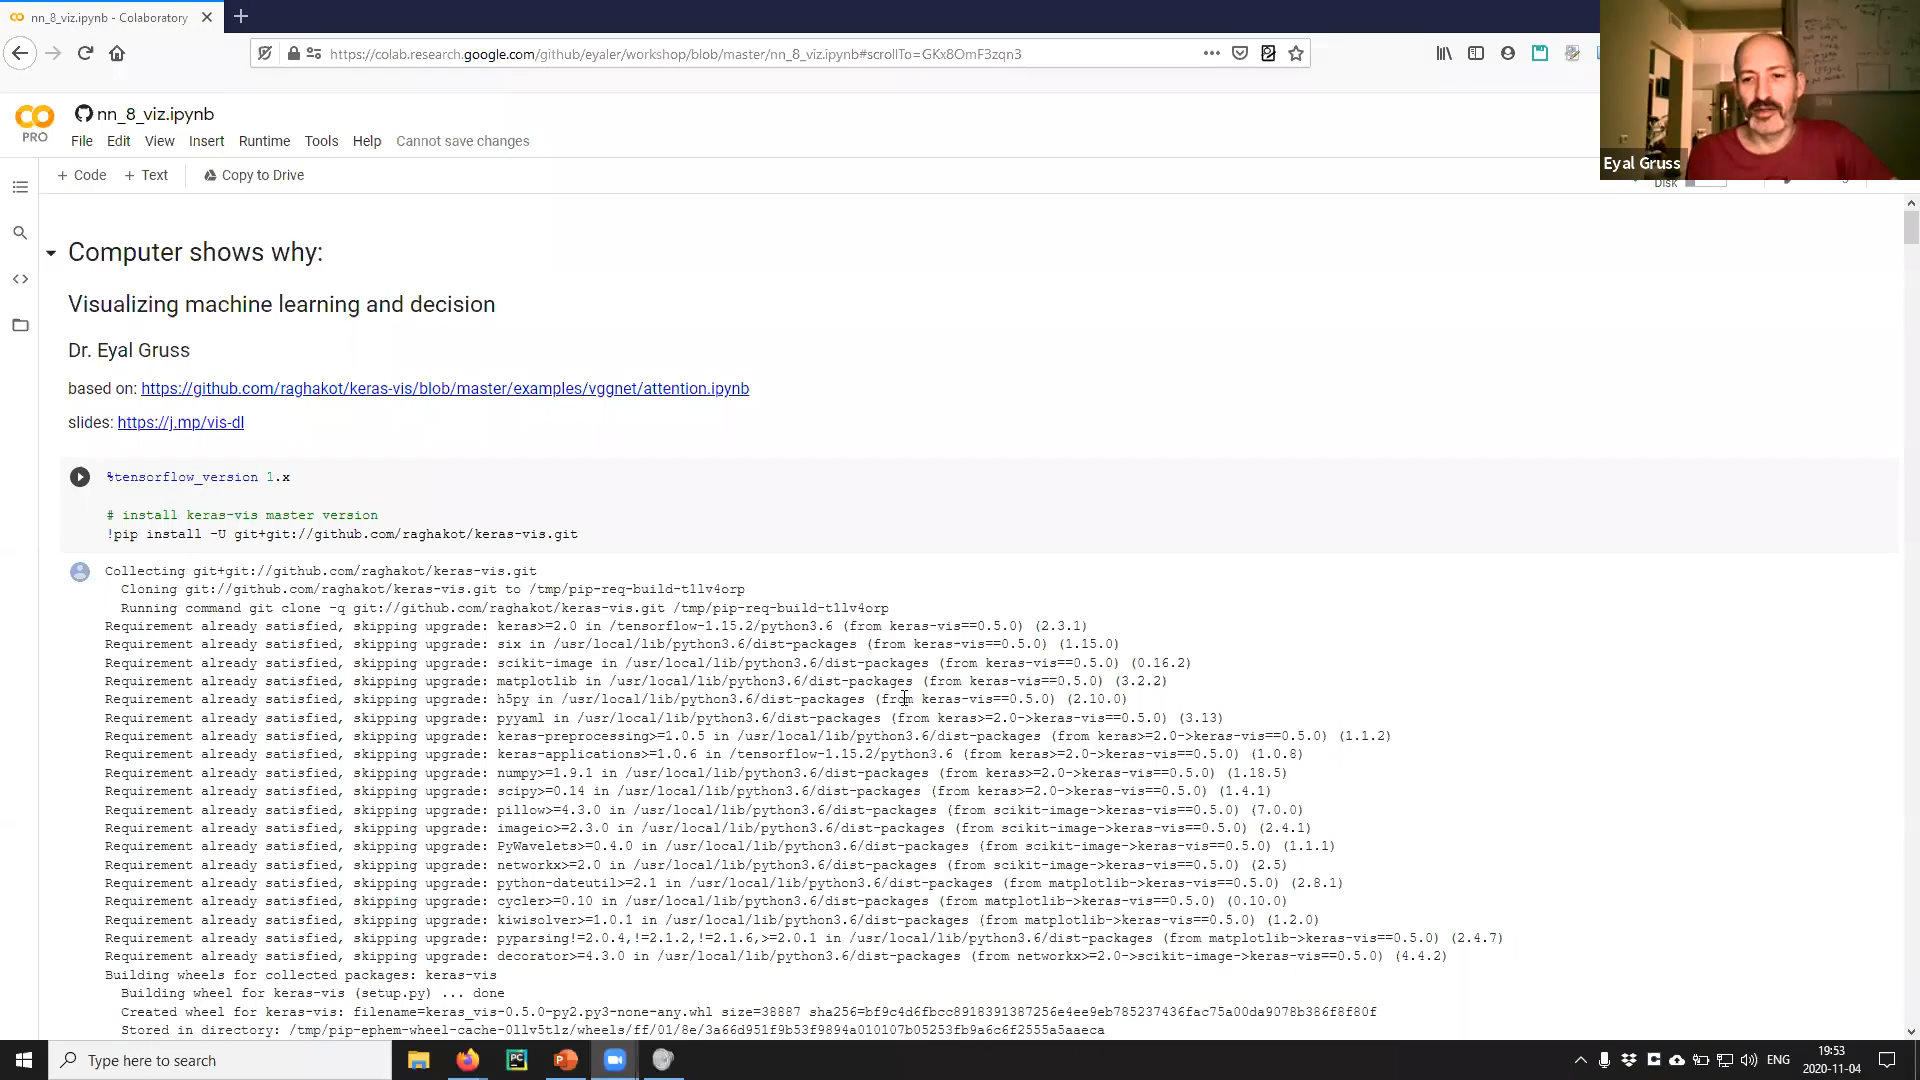 nn_8_viz.ipynb - Colaboratory
https://colab.research.google.com/github/eyaler/workshop/blob/master/nn_8_viz.ipynb#scrollTo=GKx8OmF3zqn3
nn_8_viz.ipynb
PRO
File Edit View Insert Runtime Tools Help Cannot save changes
Eyal Gruss
+ Code + Text Copy to Drive
Disk
Computer shows why:
Visualizing machine learning and decision
Dr. Eyal Gruss
based on: https://github.com/raghakot/keras-vis/blob/master/examples/vggnet/attention.ipynb
slides: https://j.mp/vis-dl
%tensorflow_version 1.x
# install keras-vis master version
!pip install -U git+git://github.com/raghakot/keras-vis.git
Collecting git+git://github.com/raghakot/keras-vis.git
Cloning git://github.com/raghakot/keras-vis.git to /tmp/pip-req-build-t1lv4orp
Running command git clone -q git://github.com/raghakot/keras-vis.git /tmp/pip-req-build-t1lv4orp
Requirement already satisfied, skipping upgrade: keras>=2.0 in /tensorflow-1.15.2/python3.6 (from keras-vis==0.5.0) (2.3.1)
Requirement already satisfied, skipping upgrade: six in /usr/local/lib/python3.6/dist-packages (from keras-vis==0.5.0) (1.15.0)
Requirement already satisfied, skipping upgrade: scikit-image in /usr/local/lib/python3.6/dist-packages (from keras-vis==0.5.0) (0.16.2)
Requirement already satisfied, skipping upgrade: matplotlib in /usr/local/lib/python3.6/dist-packages (from keras-vis==0.5.0) (3.2.2)
Requirement already satisfied, skipping upgrade: h5py in /usr/local/lib/python3.6/dist-packages (from keras-vis==0.5.0) (2.10.0)
Requirement already satisfied, skipping upgrade: pyyaml in /usr/local/lib/python3.6/dist-packages (from keras>=2.0->keras-vis==0.5.0) (3.13)
Requirement already satisfied, skipping upgrade: keras-preprocessing>=1.0.5 in /usr/local/lib/python3.6/dist-packages (from keras>=2.0->keras-vis==0.5.0) (1.1.2)
Requirement already satisfied, skipping upgrade: keras-applications>=1.0.6 in /tensorflow-1.15.2/python3.6 (from keras>=2.0->keras-vis==0.5.0) (1.0.8)
Requirement already satisfied, skipping upgrade: numpy>=1.9.1 in /usr/local/lib/python3.6/dist-packages (from keras>=2.0->keras-vis==0.5.0) (1.18.5)
Requirement already satisfied, skipping upgrade: scipy>=0.14 in /usr/local/lib/python3.6/dist-packages (from keras>=2.0->keras-vis==0.5.0) (1.4.1)
Requirement already satisfied, skipping upgrade: pillow>=4.3.0 in /usr/local/lib/python3.6/dist-packages (from scikit-image->keras-vis==0.5.0) (7.0.0)
Requirement already satisfied, skipping upgrade: imageio>=2.3.0 in /usr/local/lib/python3.6/dist-packages (from scikit-image->keras-vis==0.5.0) (2.4.1)
Requirement already satisfied, skipping upgrade: PyWavelets>=0.4.0 in /usr/local/lib/python3.6/dist-packages (from scikit-image->keras-vis==0.5.0) (1.1.1)
Requirement already satisfied, skipping upgrade: networkx>=2.0 in /usr/local/lib/python3.6/dist-packages (from scikit-image->keras-vis==0.5.0) (2.5)
Requirement already satisfied, skipping upgrade: python-dateutil>=2.1 in /usr/local/lib/python3.6/dist-packages (from matplotlib->keras-vis==0.5.0) (2.8.1)
Requirement already satisfied, skipping upgrade: cycler>=0.10 in /usr/local/lib/python3.6/dist-packages (from matplotlib->keras-vis==0.5.0) (0.10.0)
Requirement already satisfied, skipping upgrade: kiwisolver>=1.0.1 in /usr/local/lib/python3.6/dist-packages (from matplotlib->keras-vis==0.5.0) (1.2.0)
Requirement already satisfied, skipping upgrade: pyparsing!=2.0.4,!=2.1.2,!=2.1.6,>=2.0.1 in /usr/local/lib/python3.6/dist-packages (from matplotlib->keras-vis==0.5.0) (2.4.7)
Requirement already satisfied, skipping upgrade: decorator>=4.3.0 in /usr/local/lib/python3.6/dist-packages (from networkx>=2.0->scikit-image->keras-vis==0.5.0) (4.4.2)
Building wheels for collected packages: keras-vis
Building wheel for keras-vis (setup.py) ... done
Created wheel for keras-vis: filename=keras_vis-0.5.0-py2.py3-none-any.whl size=38887 sha256=bf9c4d6fbcc8918391387256e4ee9eb785237436fac75a00da9078b386f8f80f
Stored in directory: /tmp/pip-ephem-wheel-cache-0llv5tlz/wheels/ff/01/8e/3a66d951f9b53f9894a010107b05253fb9a6c6f2555a5aaeca
Type here to search
ENG
19:53
2020-11-04